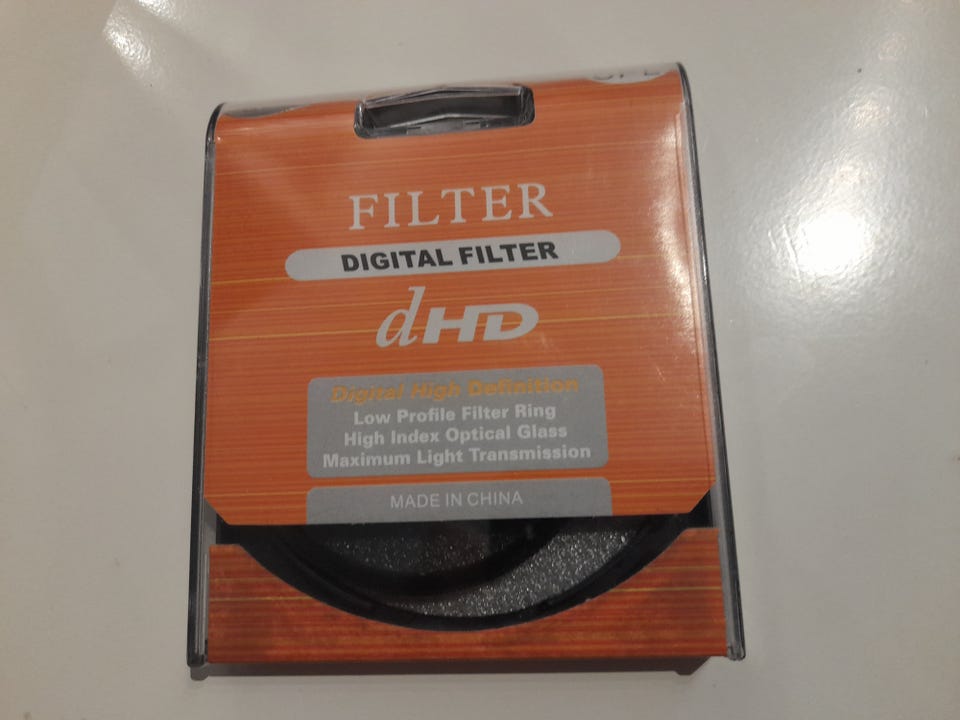 FILTER
DIGITAL FILTER
dHD
Digital High Definition
Low Profile Filter Ring
High Index Optical Glass
Maximum Light Transmission
MADE IN CHINA